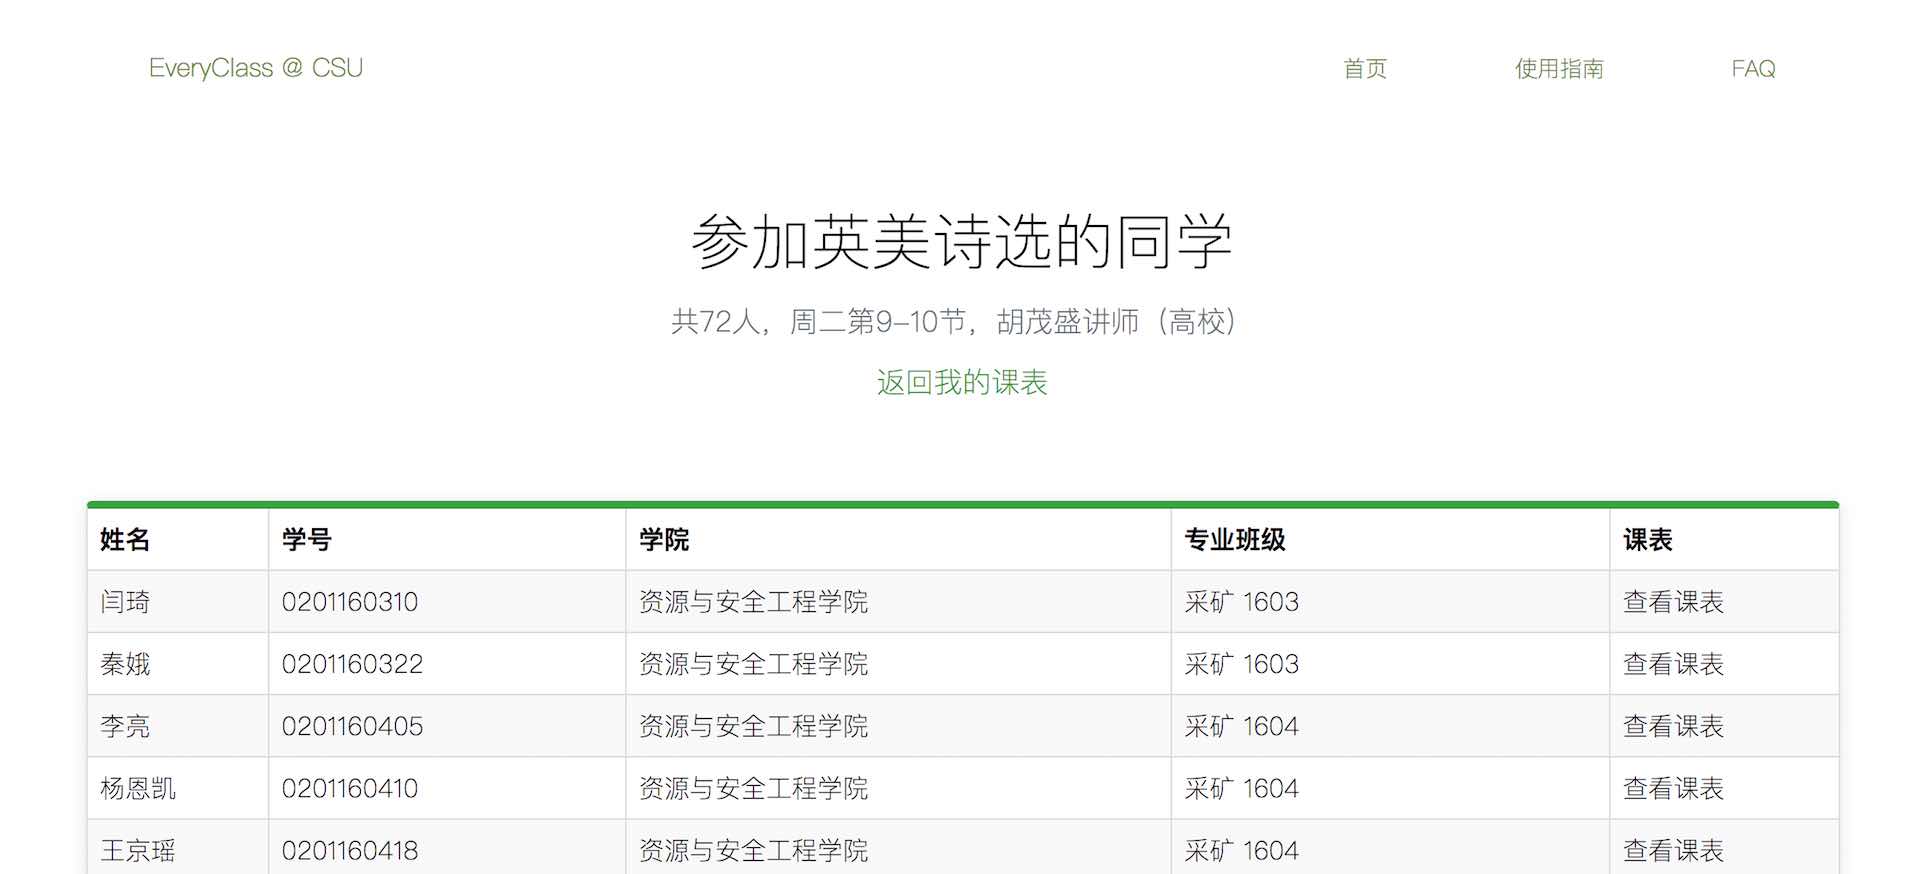 EveryClass @ CSU 首页 使用指南 FAQ
参加英美诗选的同学
共72人，周二第9-10节，胡茂盛讲师（高校）
返回我的课表
姓名 学号 学院 专业班级 课表
闫琦 0201160310 资源与安全工程学院 采矿 1603 查看课表
秦娥 0201160322 资源与安全工程学院 采矿 1603 查看课表
李亮 0201160405 资源与安全工程学院 采矿 1604 查看课表
杨恩凯 0201160410 资源与安全工程学院 采矿 1604 查看课表
王京瑶 0201160418 资源与安全工程学院 采矿 1604 查看课表